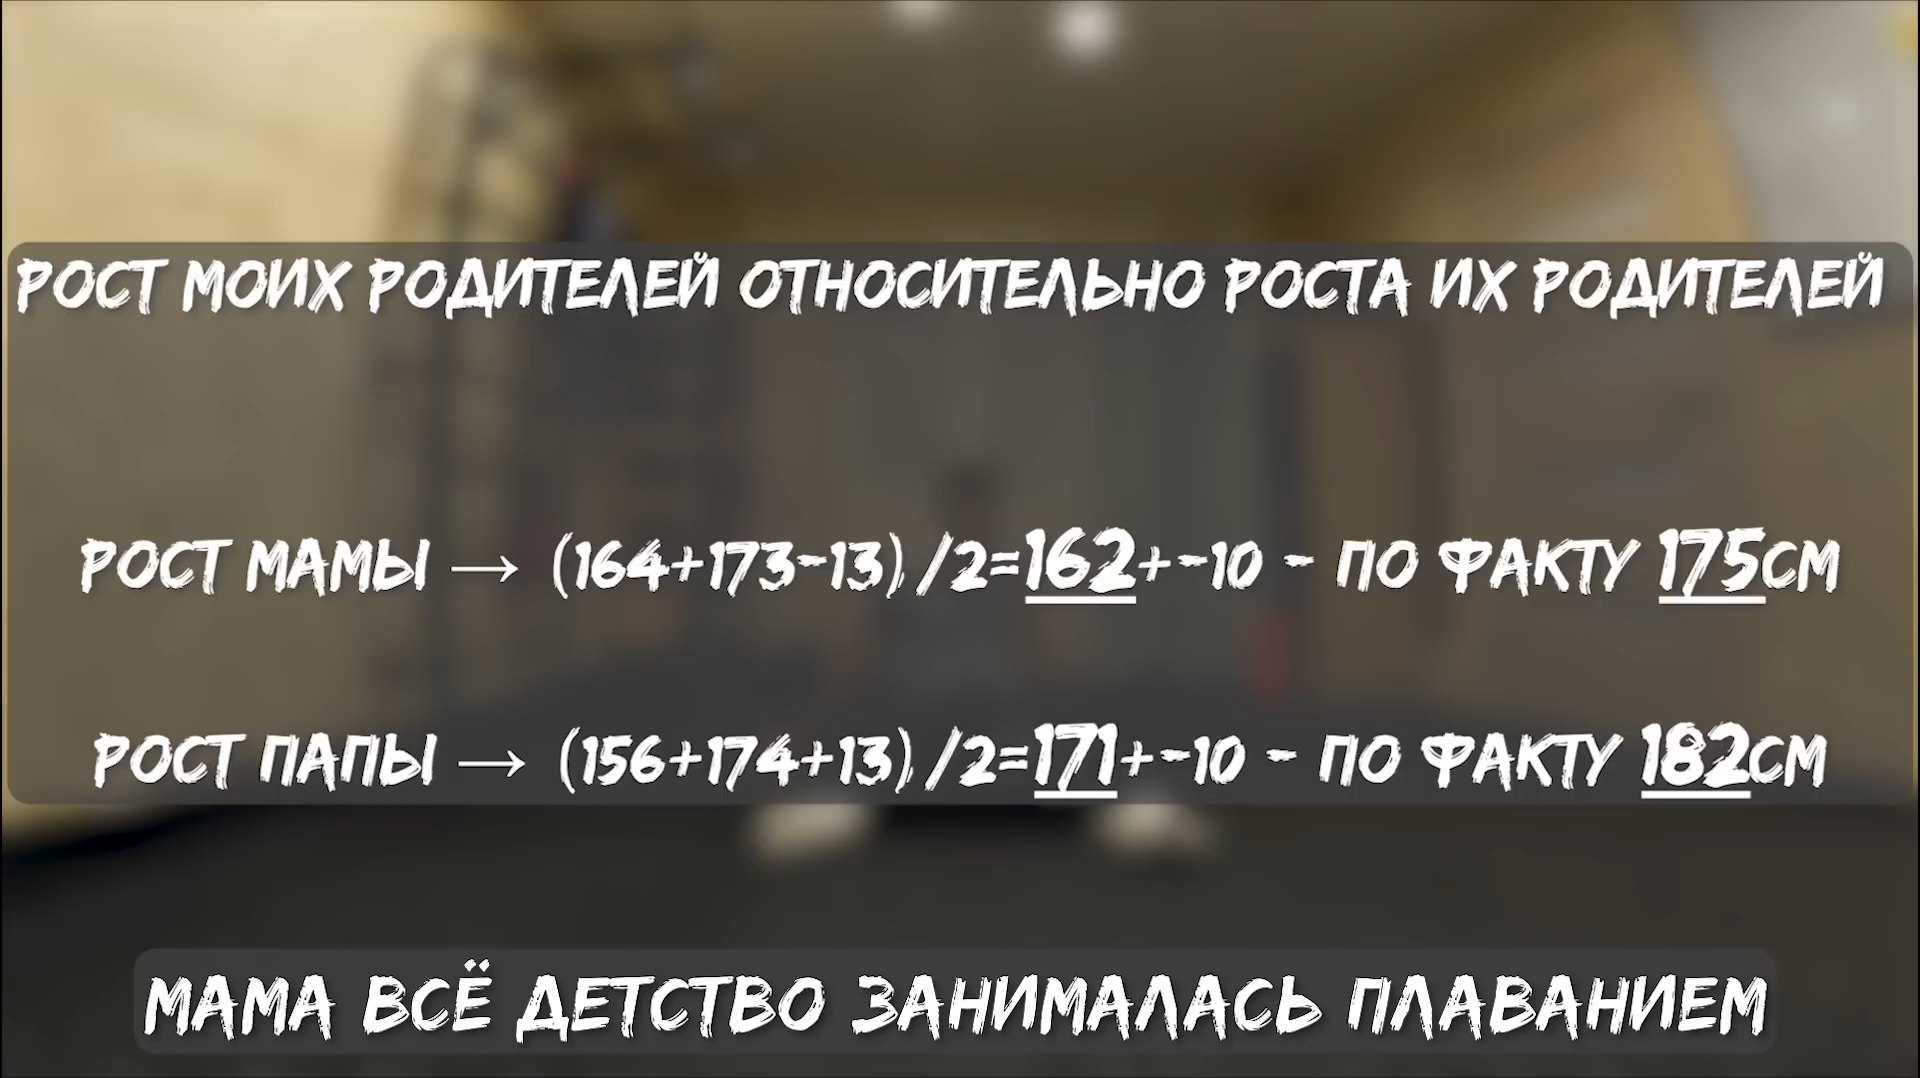 РОСТ МОИХ РОДИТЕЛЕЙ ОТНОСИТЕЛЬНО РОСТА ИХ РОДИТЕЛЕЙ
РОСТ МАМЫ → (164+173-13)/2=162+-10 - ПО ФАКТУ 175СМ
РОСТ ПАПЫ → (156+174+13)/2=171+-10 - ПО ФАКТУ 182СМ
МАМА ВСЁ ДЕТСТВО ЗАНИМАЛАСЬ ПЛАВАНИЕМ